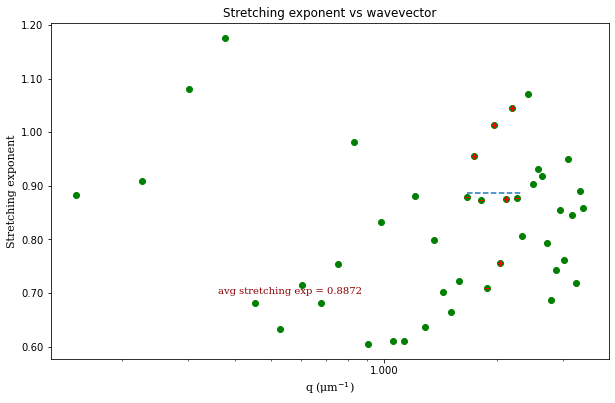 Stretching exponent vs wavevector
1.20
1.10
1.00
0.90
0.80
0.70
0.60
Stretching exponent
avg stretching exp = 0.8872
1.000
q (μm⁻¹)